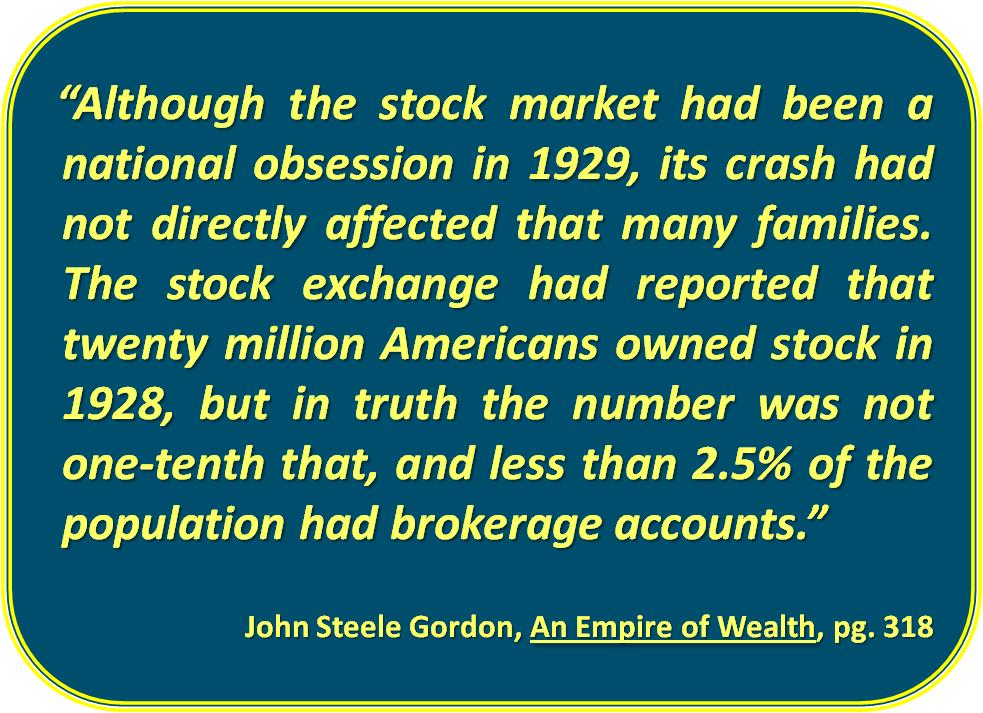 “Although the stock market had been a
national obsession in 1929, its crash had
not directly affected that many families.
The stock exchange had reported that
twenty million Americans owned stock in
1928, but in truth the number was not
one-tenth that, and less than 2.5% of the
population had brokerage accounts.”
John Steele Gordon, An Empire of Wealth, pg. 318